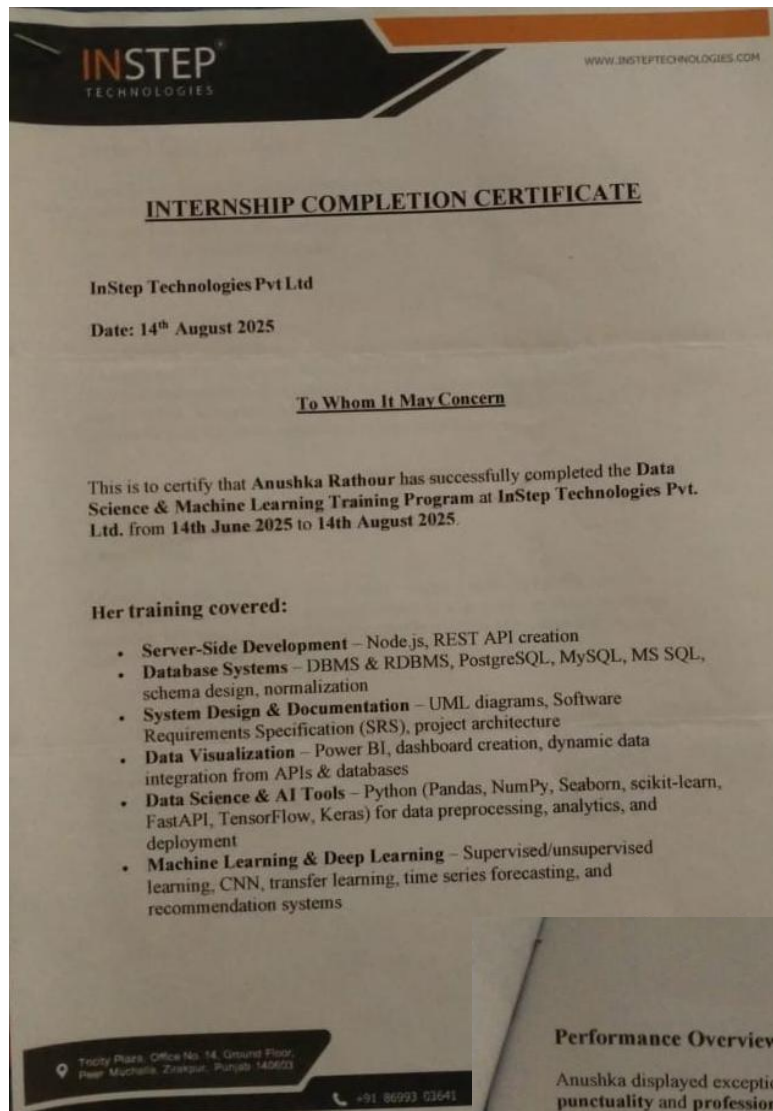 INSTEP
TECHNOLOGIES
WWW.INSTEPTECHNOLOGIES.COM
INTERNSHIP COMPLETION CERTIFICATE
InStep Technologies Pvt Ltd
Date: 14th August 2025
To Whom It May Concern
This is to certify that Anushka Rathour has successfully completed the Data
Science & Machine Learning Training Program at InStep Technologies Pvt.
Ltd. from 14th June 2025 to 14th August 2025.
Her training covered:
• Server-Side Development – Node.js, REST API creation
• Database Systems – DBMS & RDBMS, PostgreSQL, MySQL, MS SQL,
schema design, normalization
• System Design & Documentation – UML diagrams, Software
Requirements Specification (SRS), project architecture
• Data Visualization – Power BI, dashboard creation, dynamic data
integration from APIs & databases
• Data Science & AI Tools – Python (Pandas, NumPy, Seaborn, scikit-learn,
FastAPI, TensorFlow, Keras) for data preprocessing, analytics, and
deployment
• Machine Learning & Deep Learning – Supervised/unsupervised
learning, CNN, transfer learning, time series forecasting, and
recommendation systems
Office No. 14, Ground Floor,
Peer Muchalla, Zirakpur, Punjab 140603
+91 86993 03641
Performance Overview
Anushka displayed
punctuality and